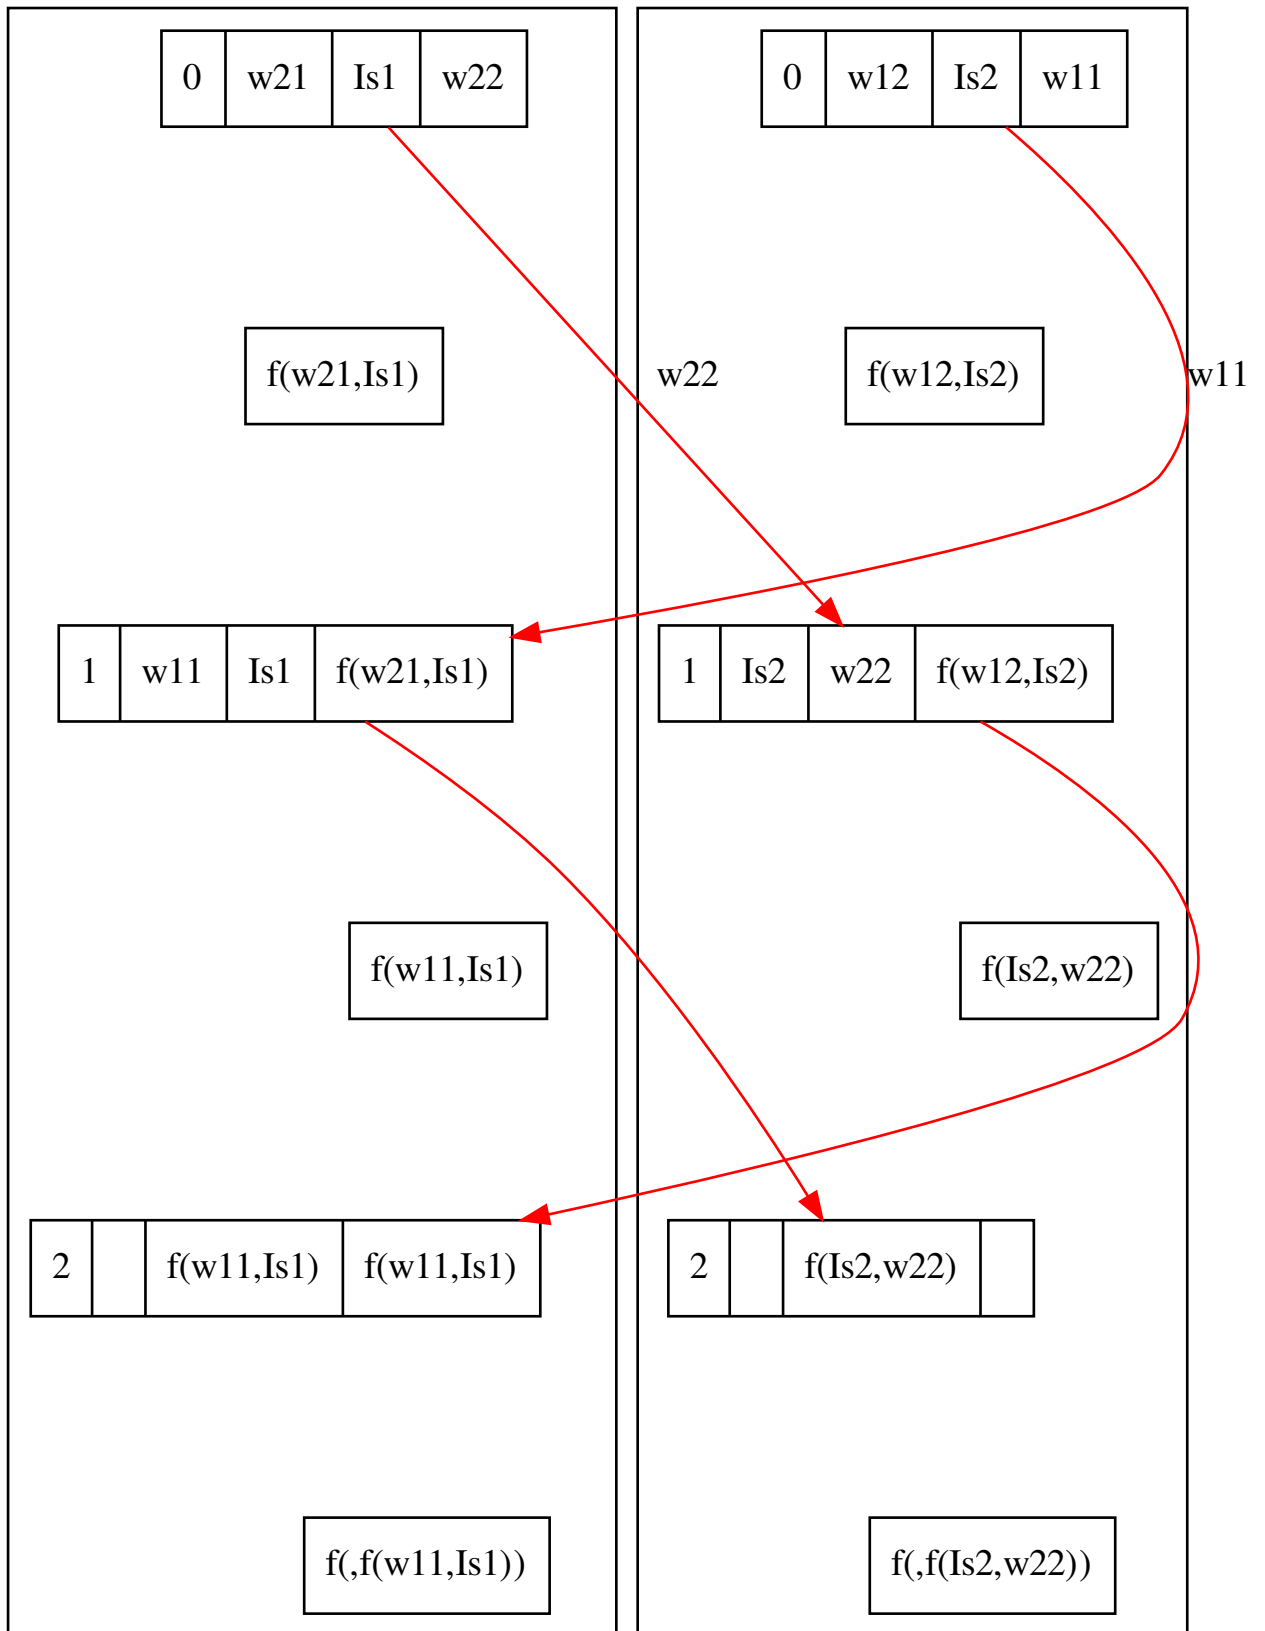 0 w21 Is1 w22 0 w12 Is2 w11
f(w21,Is1) w22 f(w12,Is2) w11
1 w11 Is1 f(w21,Is1) 1 Is2 w22 f(w12,Is2)
f(w11,Is1) f(Is2,w22)
2 f(w11,Is1) f(w11,Is1) 2 f(Is2,w22)
f(,f(w11,Is1)) f(,f(Is2,w22))